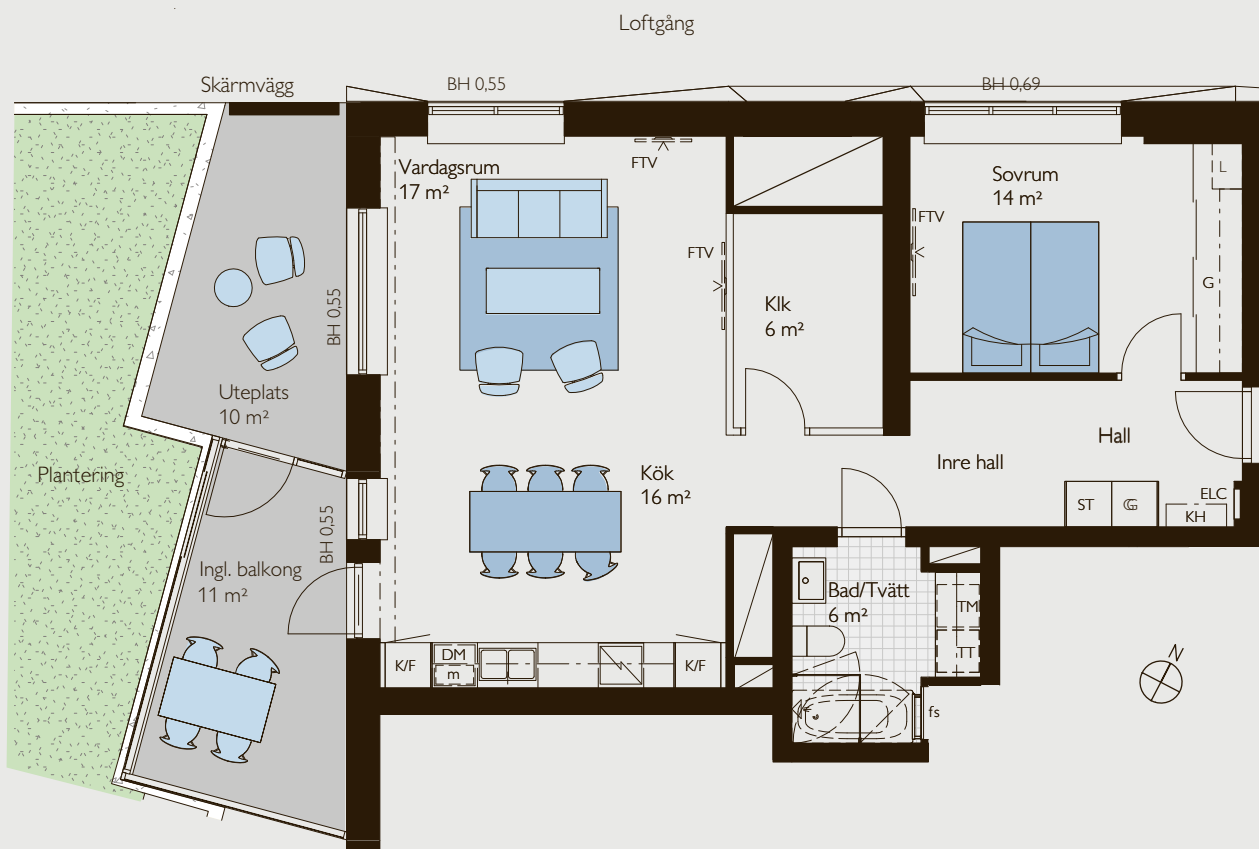 Loftgång
Skärmvägg
BH 0,55
BH 0,69
Vardagsrum
17 m²
FTV
Sovrum
14 m²
L
FTV
FTV
G
Klk
6 m²
BH 0,55
Uteplats
10 m²
Hall
Inre hall
Plantering
Kök
16 m²
ST
G
ELC
KH
BH 0,55
Ingl. balkong
11 m²
Bad/Tvätt
6 m²
TM
TT
K/F
DM
m
K/F
N
fs